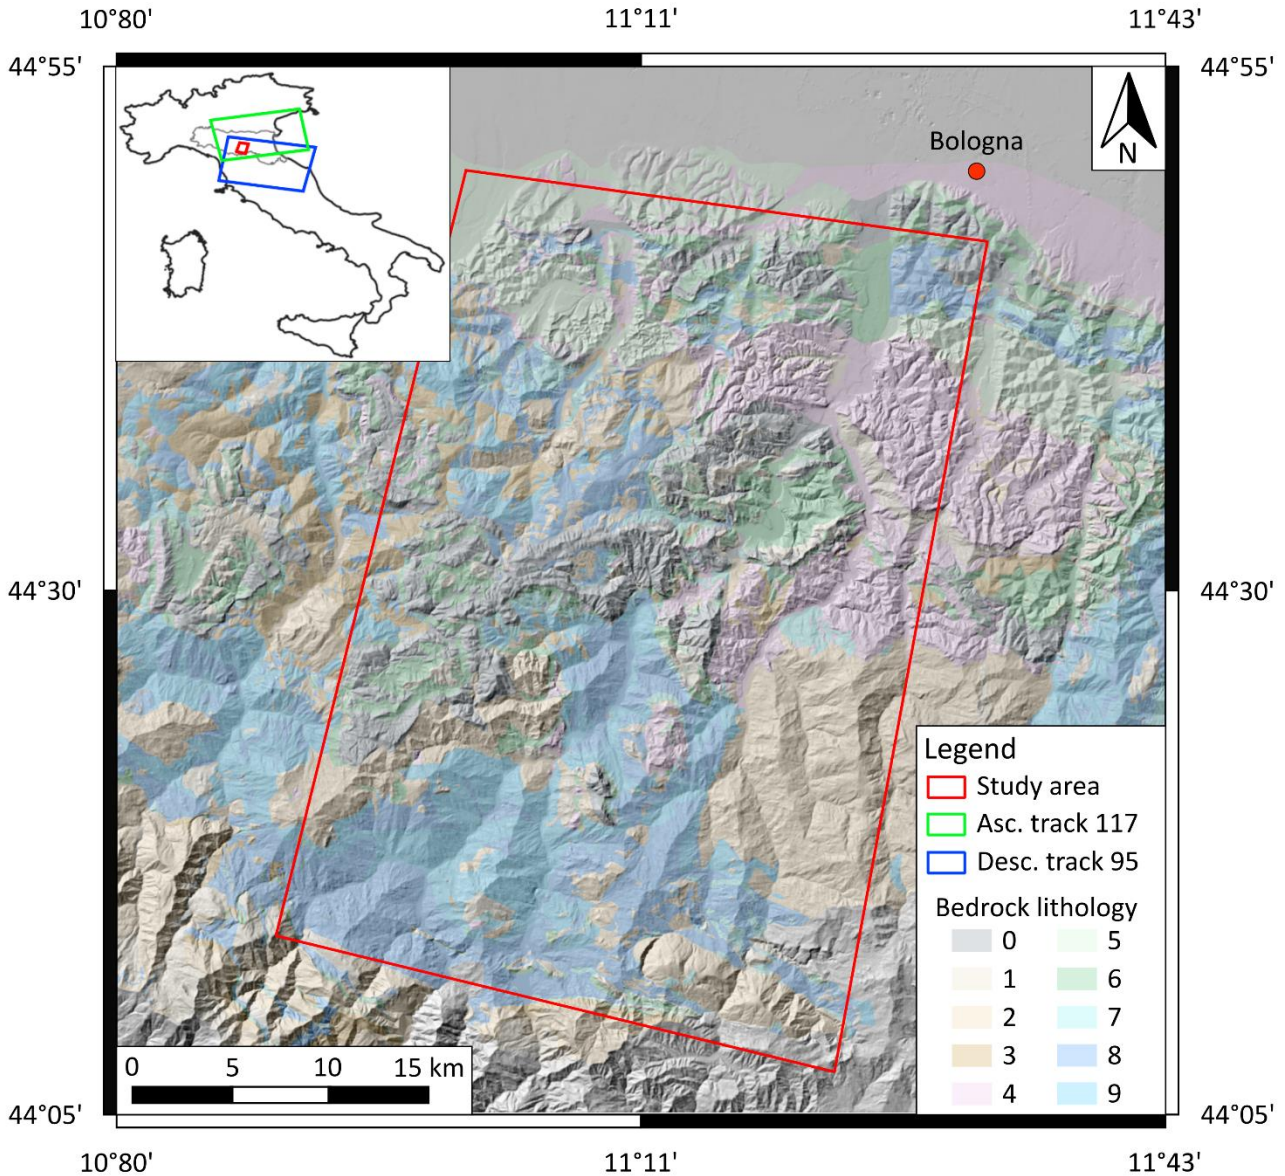 10°80' 11°11' 11°43'
44°55' 44°55'
Bologna
N
44°30' 44°30'
Legend
Study area
Asc. track 117
Desc. track 95
Bedrock lithology
0 5
1 6
2 7
3 8
4 9
0 5 10 15 km
44°05' 44°05'
10°80' 11°11' 11°43'